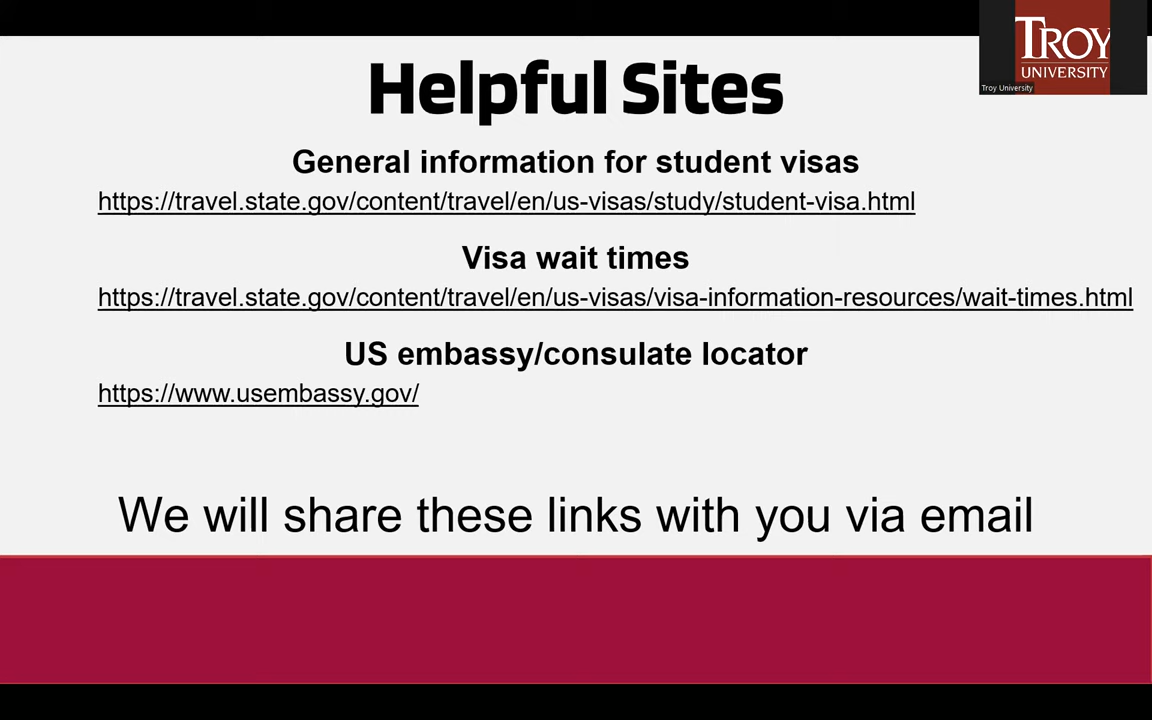 TROY
UNIVERSITY
Troy University
Helpful Sites
General information for student visas
https://travel.state.gov/content/travel/en/us-visas/study/student-visa.html
Visa wait times
https://travel.state.gov/content/travel/en/us-visas/visa-information-resources/wait-times.html
US embassy/consulate locator
https://www.usembassy.gov/
We will share these links with you via email